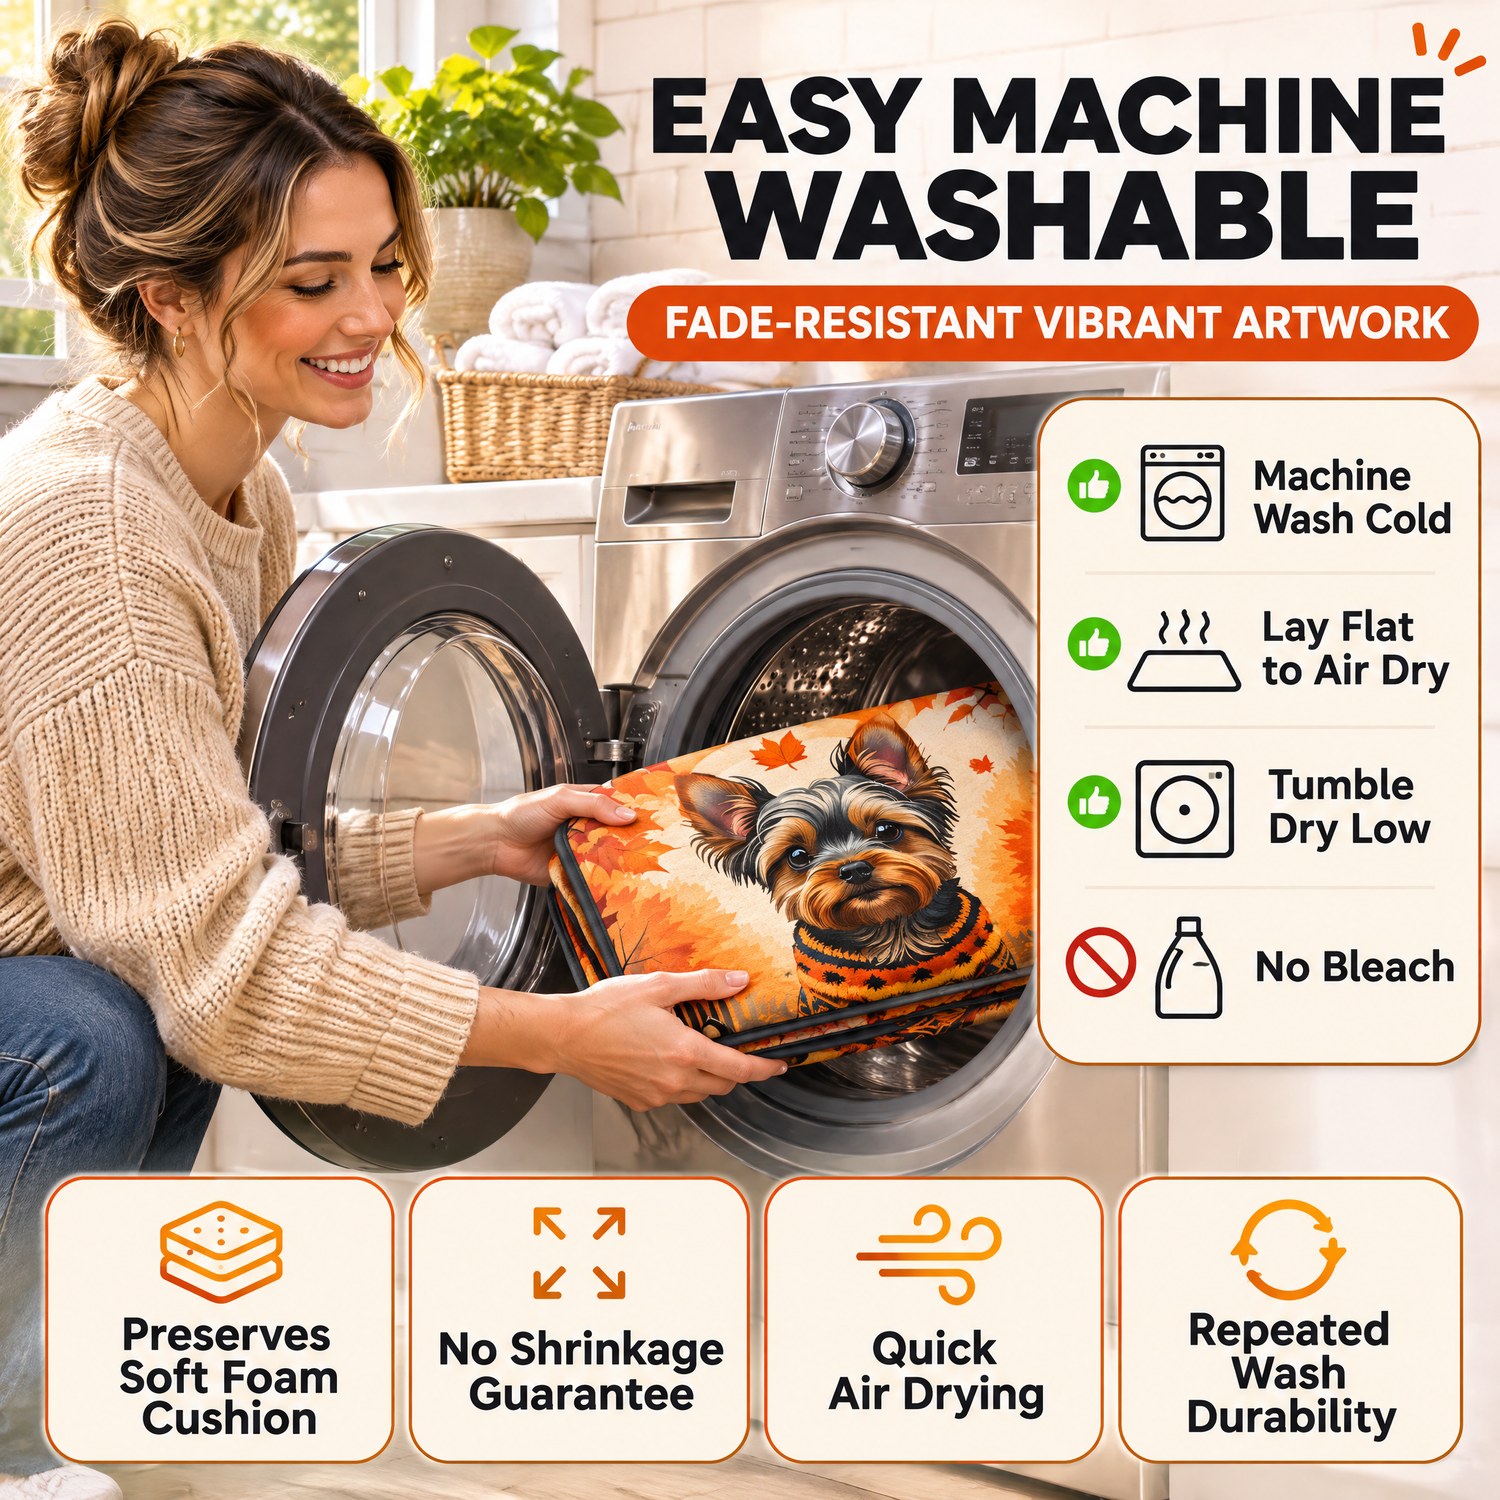 EASY MACHINE
WASHABLE
FADE-RESISTANT VIBRANT ARTWORK
Machine
Wash Cold
Lay Flat
to Air Dry
Tumble
Dry Low
No Bleach
Preserves
Soft Foam
Cushion
No Shrinkage
Guarantee
Quick
Air Drying
Repeated
Wash
Durability